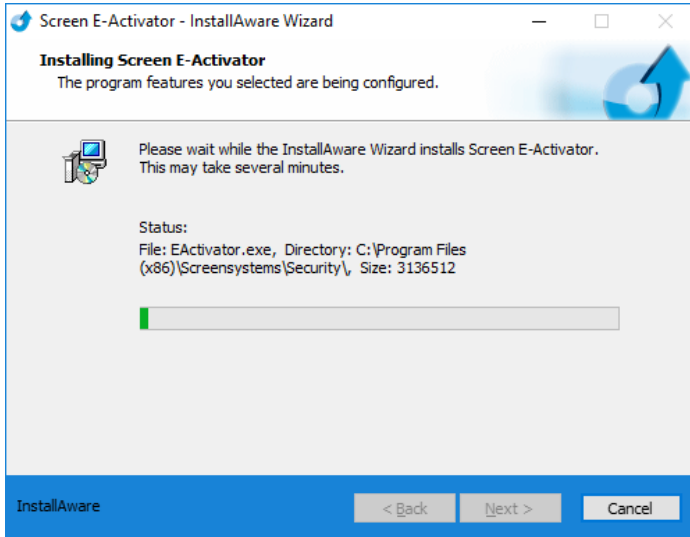 Screen E-Activator - InstallAware Wizard
Installing Screen E-Activator
The program features you selected are being configured.
Please wait while the InstallAware Wizard installs Screen E-Activator.
This may take several minutes.
Status:
File: EActivator.exe, Directory: C:\Program Files
(x86)\Screensystems\Security\, Size: 3136512
InstallAware
< Back
Next >
Cancel